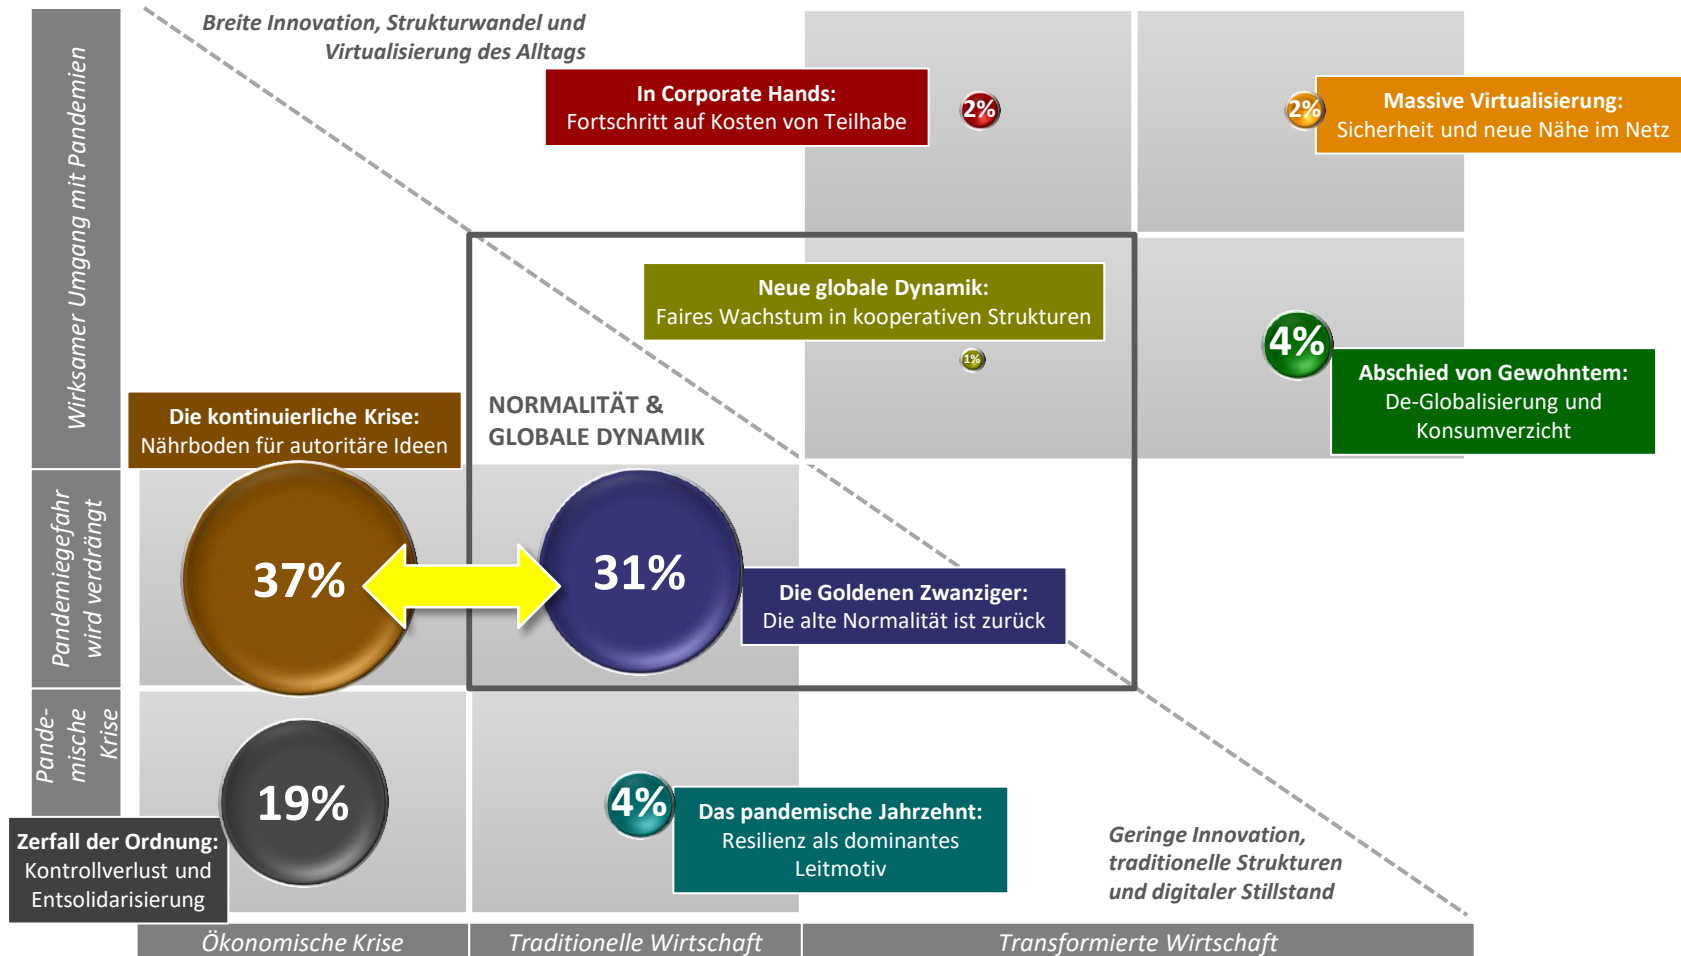 Breite Innovation, Strukturwandel und
Virtualisierung des Alltags
Wirksamer Umgang mit Pandemien
In Corporate Hands:
Fortschritt auf Kosten von Teilhabe
2%
2%
Massive Virtualisierung:
Sicherheit und neue Nähe im Netz
Neue globale Dynamik:
Faires Wachstum in kooperativen Strukturen
1%
4%
Abschied von Gewohntem:
De-Globalisierung und
Konsumverzicht
Die kontinuierliche Krise:
Nährboden für autoritäre Ideen
NORMALITÄT &
GLOBALE DYNAMIK
Pandemiegefahr
wird verdrängt
37%
31%
Die Goldenen Zwanziger:
Die alte Normalität ist zurück
Pande-
mische
Krise
19%
Zerfall der Ordnung:
Kontrollverlust und
Entsolidarisierung
4%
Das pandemische Jahrzehnt:
Resilienz als dominantes
Leitmotiv
Geringe Innovation,
traditionelle Strukturen
und digitaler Stillstand
Ökonomische Krise
Traditionelle Wirtschaft
Transformierte Wirtschaft